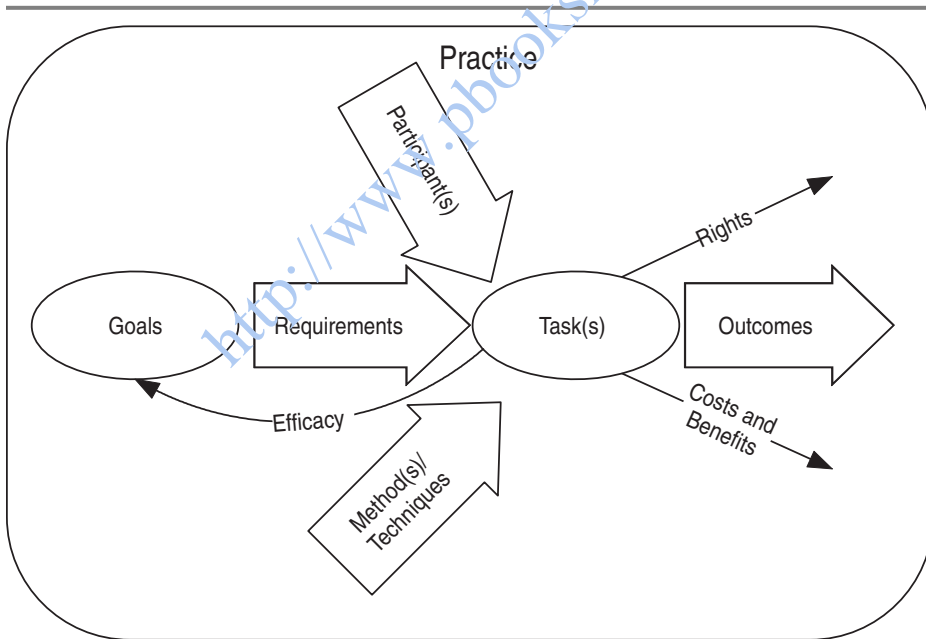 Practice
Participant(s)
Rights
Goals
Requirements
Task(s)
Outcomes
Efficacy
Costs and
Benefits
Method(s)/
Techniques
http://www.pbooks